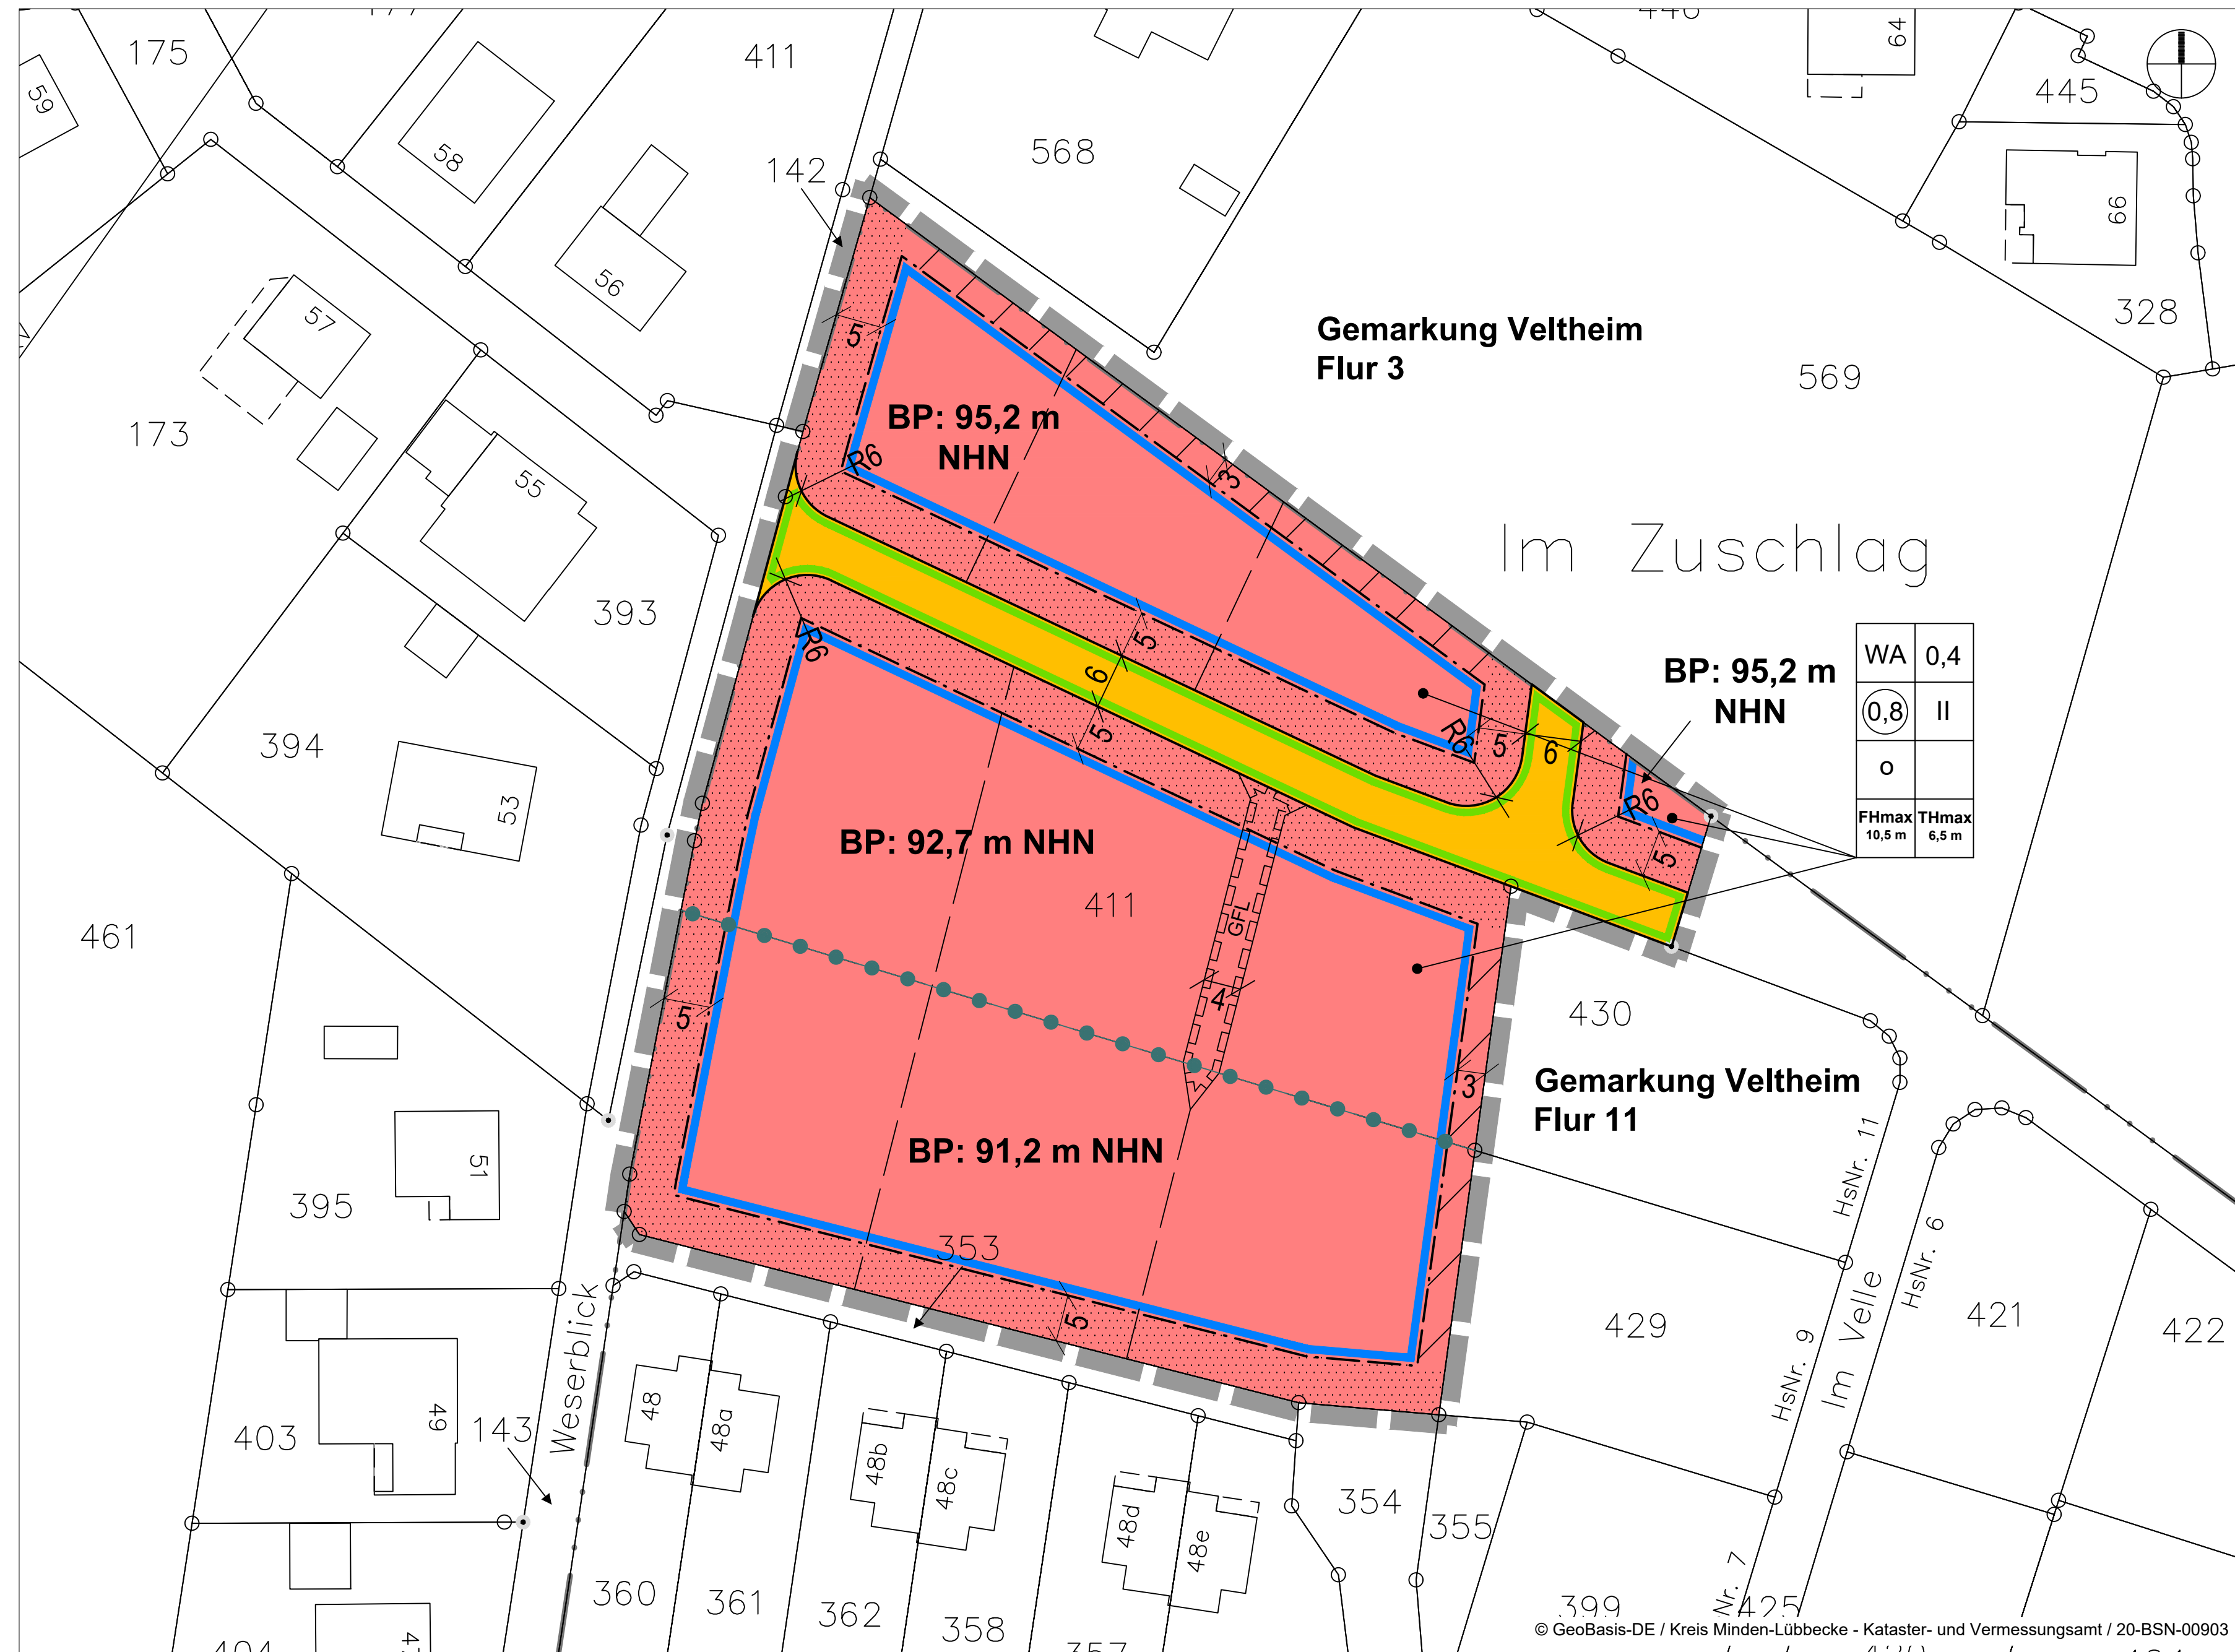 175
411
64
445
59
58
142
568
66
56
57
328
Gemarkung Veltheim
Flur 3
5
569
173
BP: 95,2 m
NHN
R6
3
55
Im Zuschlag
393
5
R6
6
BP: 95,2 m
NHN
WA 0,4
0,8 II
o
FHmax THmax
10,5 m 6,5 m
394
5
R6
5
6
R6
53
BP: 92,7 m NHN
5
411
GFL
461
4
5
430
Gemarkung Veltheim
Flur 11
3
HsNr. 11
BP: 91,2 m NHN
51
395
353
HsNr. 6
5
Im Velle
429
421
422
Weserblick
HsNr. 9
48
48a
49
403
143
48b
48c
48d
48e
354
355
360
361
362
358
357
Nr. 7
399
425
© GeoBasis-DE / Kreis Minden-Lübbecke - Kataster- und Vermessungsamt / 20-BSN-00903